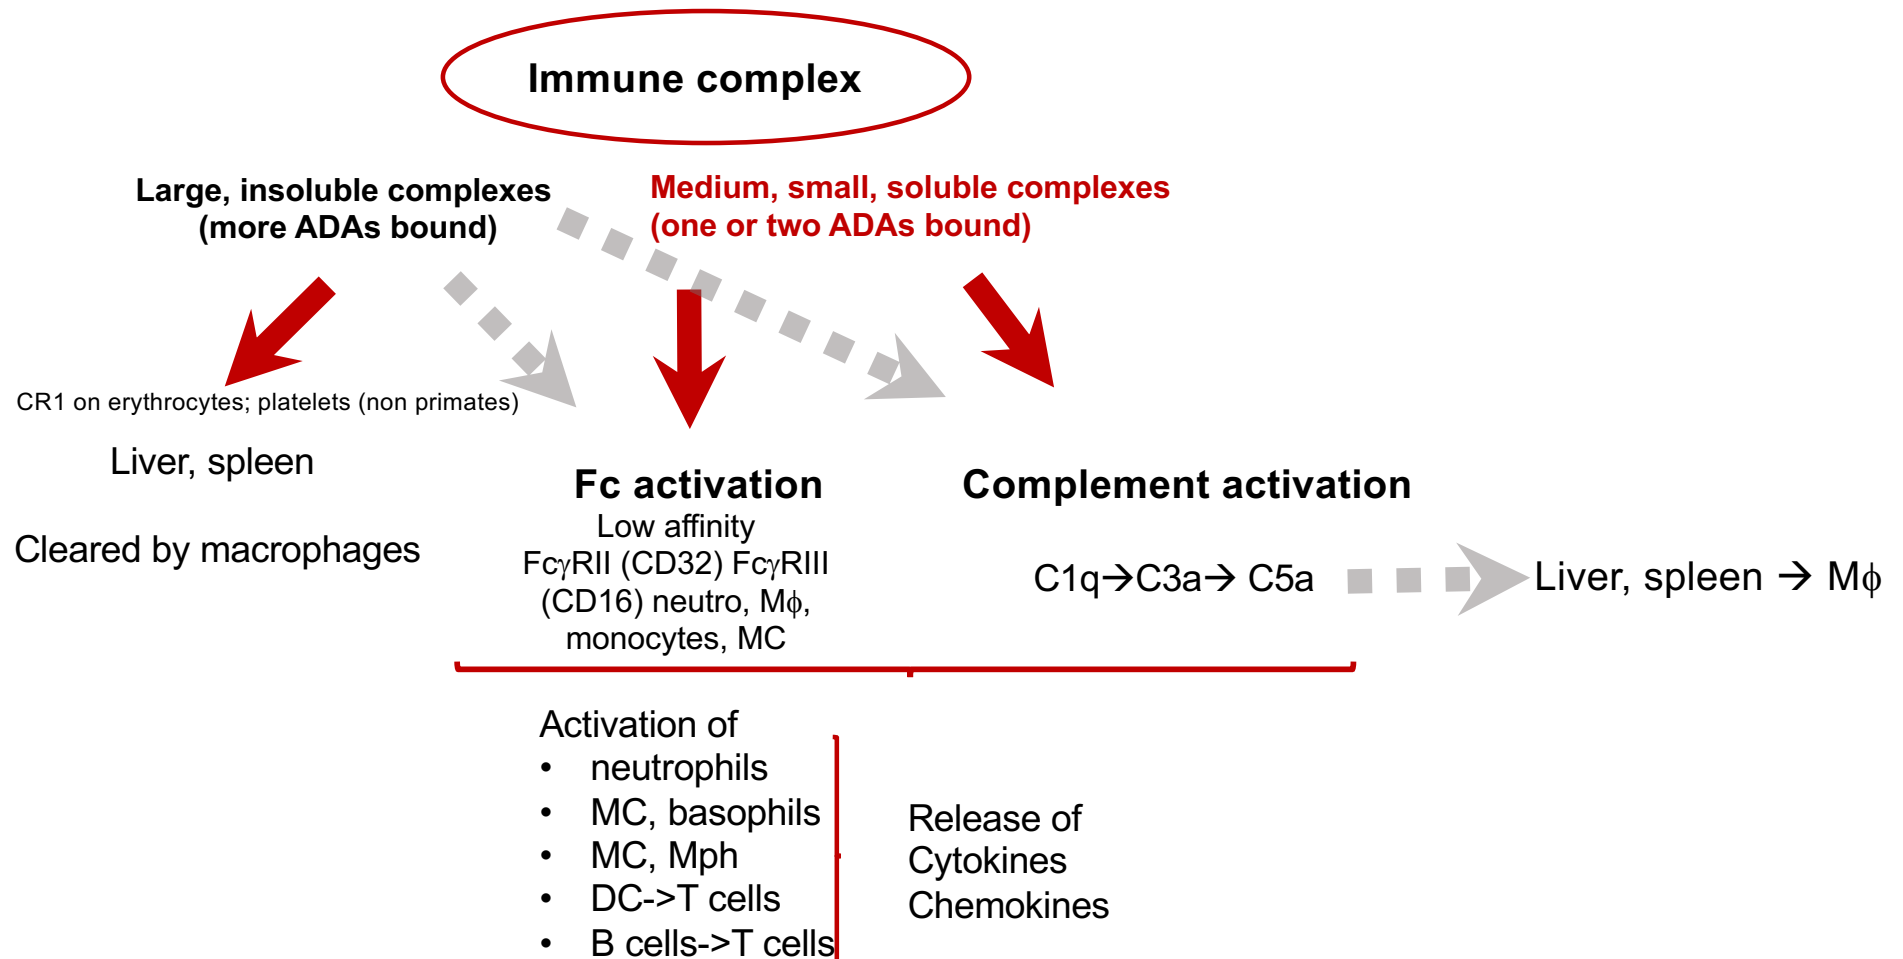 Immune complex
Large, insoluble complexes
(more ADAs bound)
Medium, small, soluble complexes
(one or two ADAs bound)
CR1 on erythrocytes; platelets (non primates)
Liver, spleen
Cleared by macrophages
Fc activation
Low affinity
FcγRII (CD32) FcγRIII
(CD16) neutro, Mϕ,
monocytes, MC
Complement activation
C1q→C3a→ C5a
Liver, spleen → Mϕ
Activation of
• neutrophils
• MC, basophils
• MC, Mph
• DC->T cells
• B cells->T cells
Release of
Cytokines
Chemokines